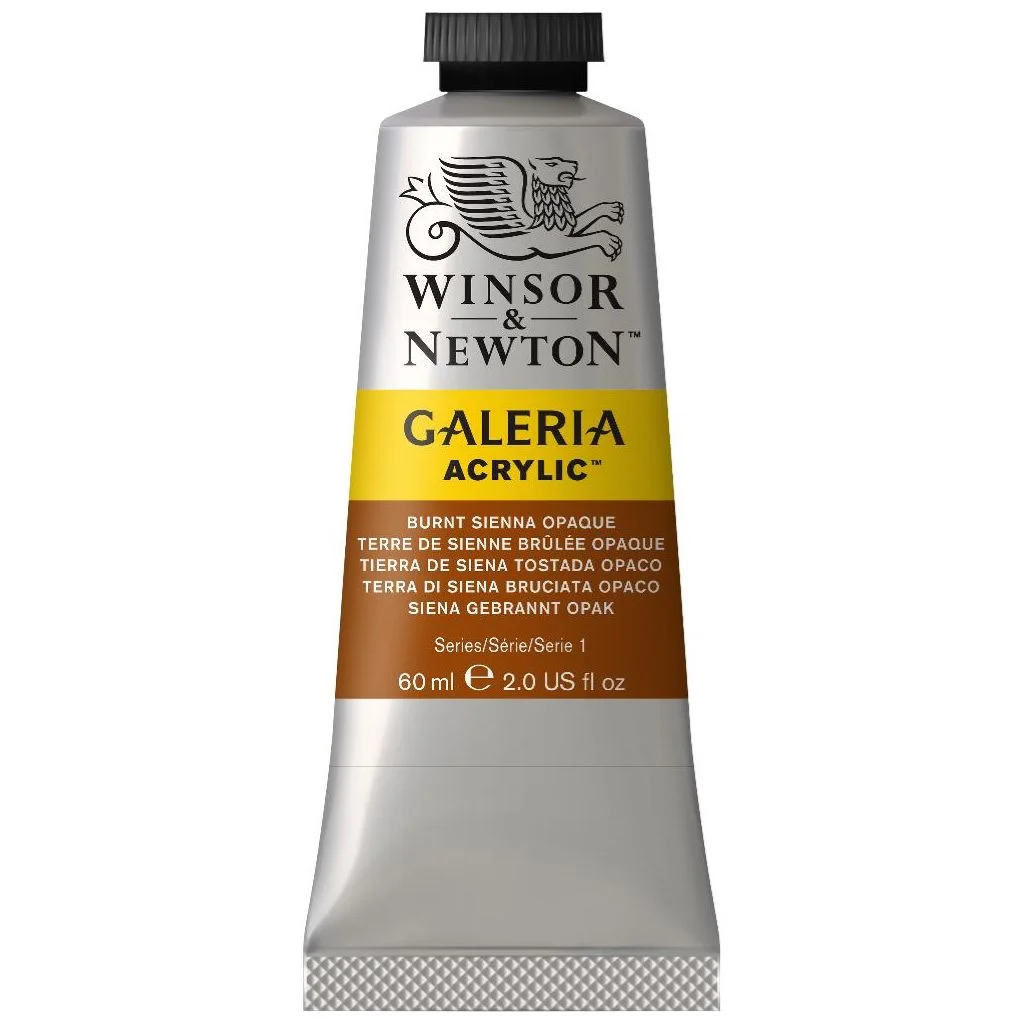 WINSOR
&
NEWTON™
GALERIA
ACRYLIC™
BURNT SIENNA OPAQUE
TERRE DE SIENNE BRÛLÉE OPAQUE
TIERRA DE SIENA TOSTADA OPACO
TERRA DI SIENA BRUCIATA OPACO
SIENA GEBRANNT OPAK
Series/Série/Serie 1
60 ml ℮ 2.0 US fl oz